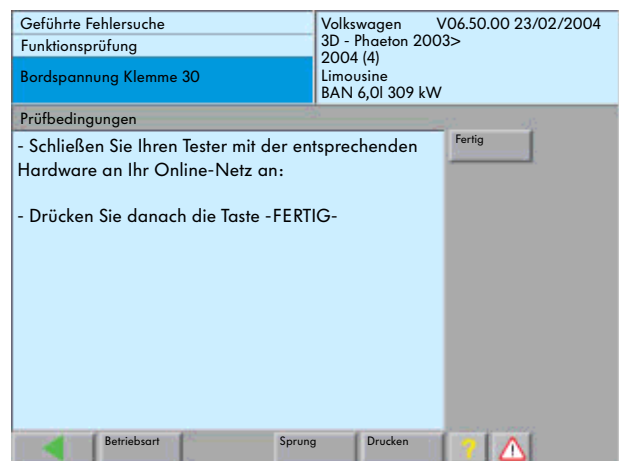 Geführte Fehlersuche
Funktionsprüfung
Bordspannung Klemme 30
Volkswagen V06.50.00 23/02/2004
3D - Phaeton 2003>
2004 (4)
Limousine
BAN 6,0l 309 kW
Prüfbedingungen
- Schließen Sie Ihren Tester mit der entsprechenden
Hardware an Ihr Online-Netz an:
- Drücken Sie danach die Taste -FERTIG-
Fertig
Betriebsart
Sprung
Drucken
?